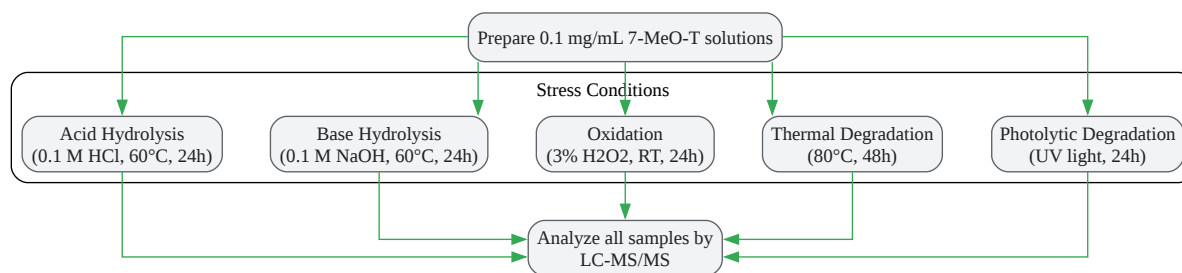 Prepare 0.1 mg/mL 7-MeO-T solutions
Stress Conditions
Acid Hydrolysis
(0.1 M HCl, 60°C, 24h)
Base Hydrolysis
(0.1 M NaOH, 60°C, 24h)
Oxidation
(3% H2O2, RT, 24h)
Thermal Degradation
(80°C, 48h)
Photolytic Degradation
(UV light, 24h)
Analyze all samples by
LC-MS/MS